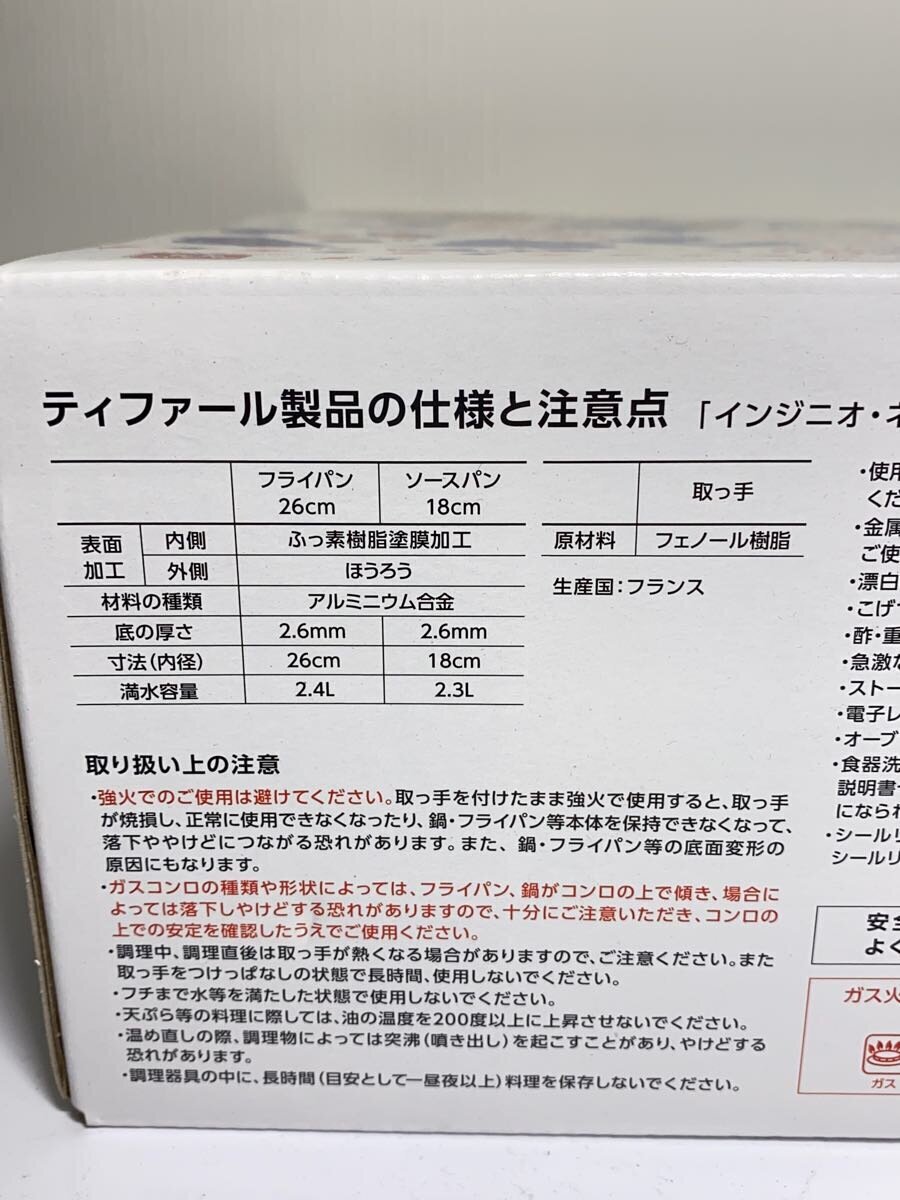 ティファール製品の仕様と注意点 「インジニオ・ネ
フライパン ソースパン
26cm 18cm
表面 内側 ふっ素樹脂塗膜加工
加工 外側 ほうろう
材料の種類 アルミニウム合金
底の厚さ 2.6mm 2.6mm
寸法(内径) 26cm 18cm
満水容量 2.4L 2.3L
取っ手
原材料 フェノール樹脂
生産国:フランス
取り扱い上の注意
・強火でのご使用は避けてください。取っ手を付けたまま強火で使用すると、取っ手
が焼損し、正常に使用できなくなったり、鍋・フライパン等本体を保持できなくなって、
落下ややけどにつながる恐れがあります。また、鍋・フライパン等の底面変形の
原因にもなります。
・ガスコンロの種類や形状によっては、フライパン、鍋がコンロの上で傾き、場合に
よっては落下しやけどする恐れがありますので、十分にご注意いただき、コンロの
上での安定を確認したうえでご使用ください。
・調理中、調理直後は取っ手が熱くなる場合がありますので、ご注意ください。また
取っ手をつけっぱなしの状態で長時間、使用しないでください。
・フチまで水等を満たした状態で使用しないでください。
・天ぷら等の料理に際しては、油の温度を200度以上に上昇させないでください。
・温め直しの際、調理物によっては突沸(噴き出し)を起こすことがあり、やけどする
恐れがあります。
・調理器具の中に、長時間(目安として一昼夜以上)料理を保存しないでください。
・使用
くだ
・金属
ご使
・漂白
・こげ
・酢・重
・急激な
・ストー
・電子レ
・オーブ
・食器洗
説明書
になられ
・シールリ
シールリ
安全
よく
ガス火
ガス